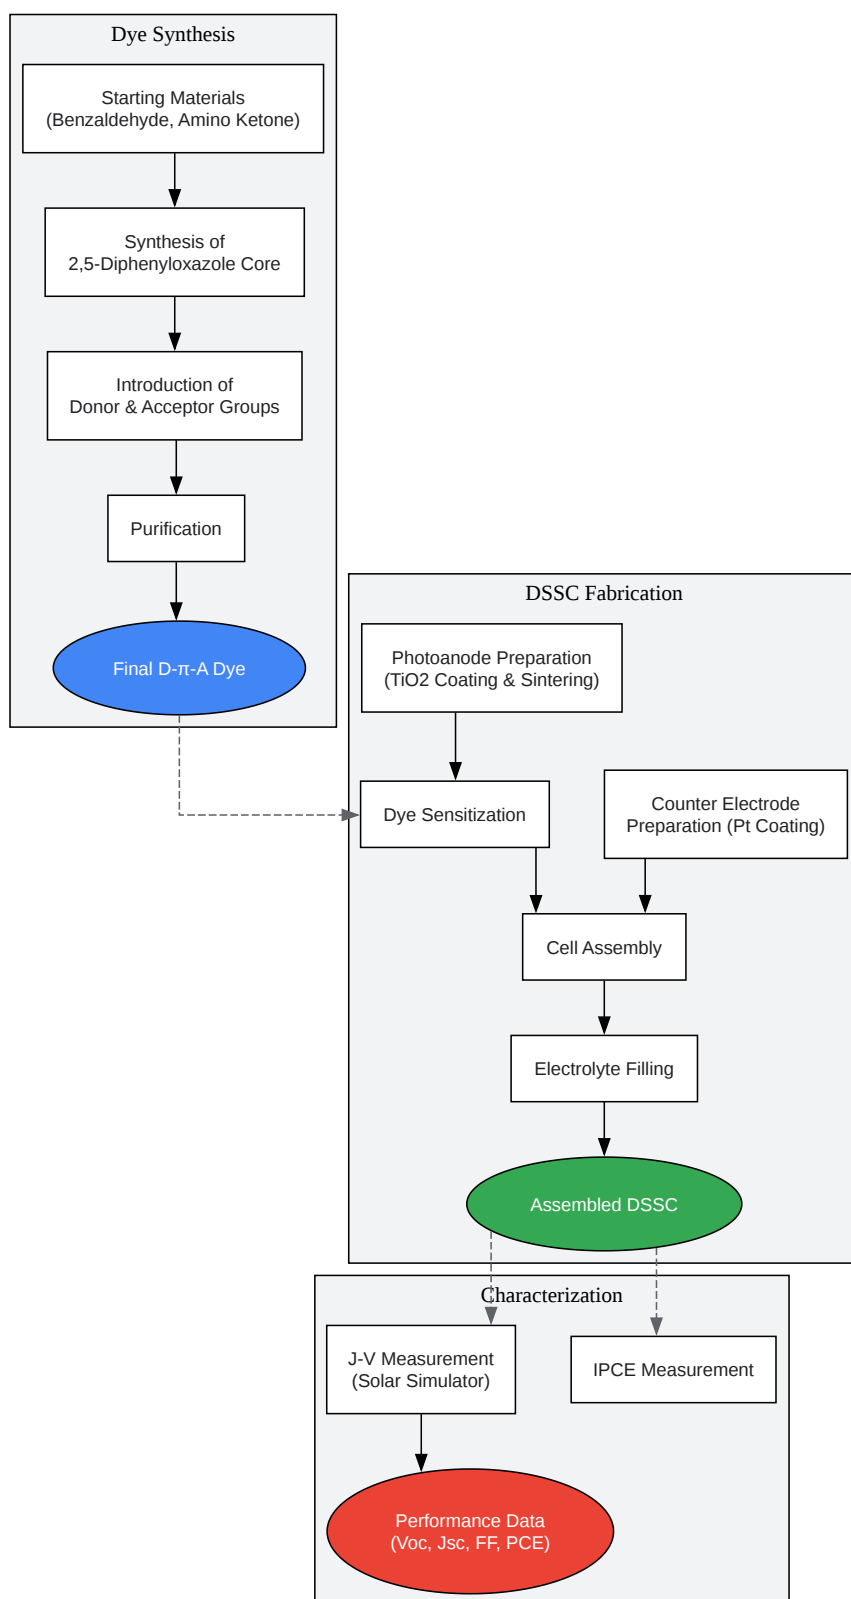 Dye Synthesis
Starting Materials
(Benzaldehyde, Amino Ketone)
Synthesis of
2,5-Diphenyloxazole Core
Introduction of
Donor & Acceptor Groups
Purification
Final D-π-A Dye
DSSC Fabrication
Photoanode Preparation
(TiO2 Coating & Sintering)
Dye Sensitization
Counter Electrode
Preparation (Pt Coating)
Cell Assembly
Electrolyte Filling
Assembled DSSC
Characterization
J-V Measurement
(Solar Simulator)
IPCE Measurement
Performance Data
(Voc, Jsc, FF, PCE)